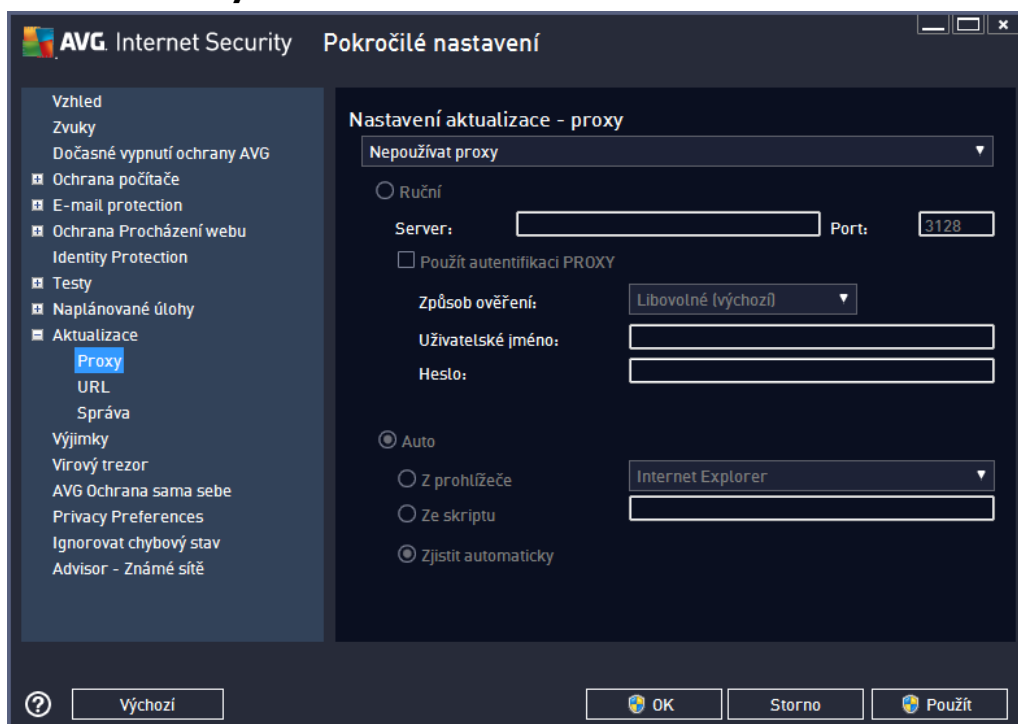 AVG. Internet Security Pokročilé nastavení
Vzhled
Zvuky
Dočasné vypnutí ochrany AVG
Ochrana počítače
E-mail protection
Ochrana Procházení webu
Identity Protection
Testy
Naplánované úlohy
Aktualizace
Proxy
URL
Správa
Výjimky
Virový trezor
AVG Ochrana sama sebe
Privacy Preferences
Ignorovat chybový stav
Advisor - Známé sítě
Nastavení aktualizace - proxy
Nepoužívat proxy
Ruční
Server: Port: 3128
Použít autentifikaci PROXY
Způsob ověření: Libovolné (výchozí)
Uživatelské jméno:
Heslo:
Auto
Z prohlížeče Internet Explorer
Ze skriptu
Zjistit automaticky
? Výchozí OK Storno Použít